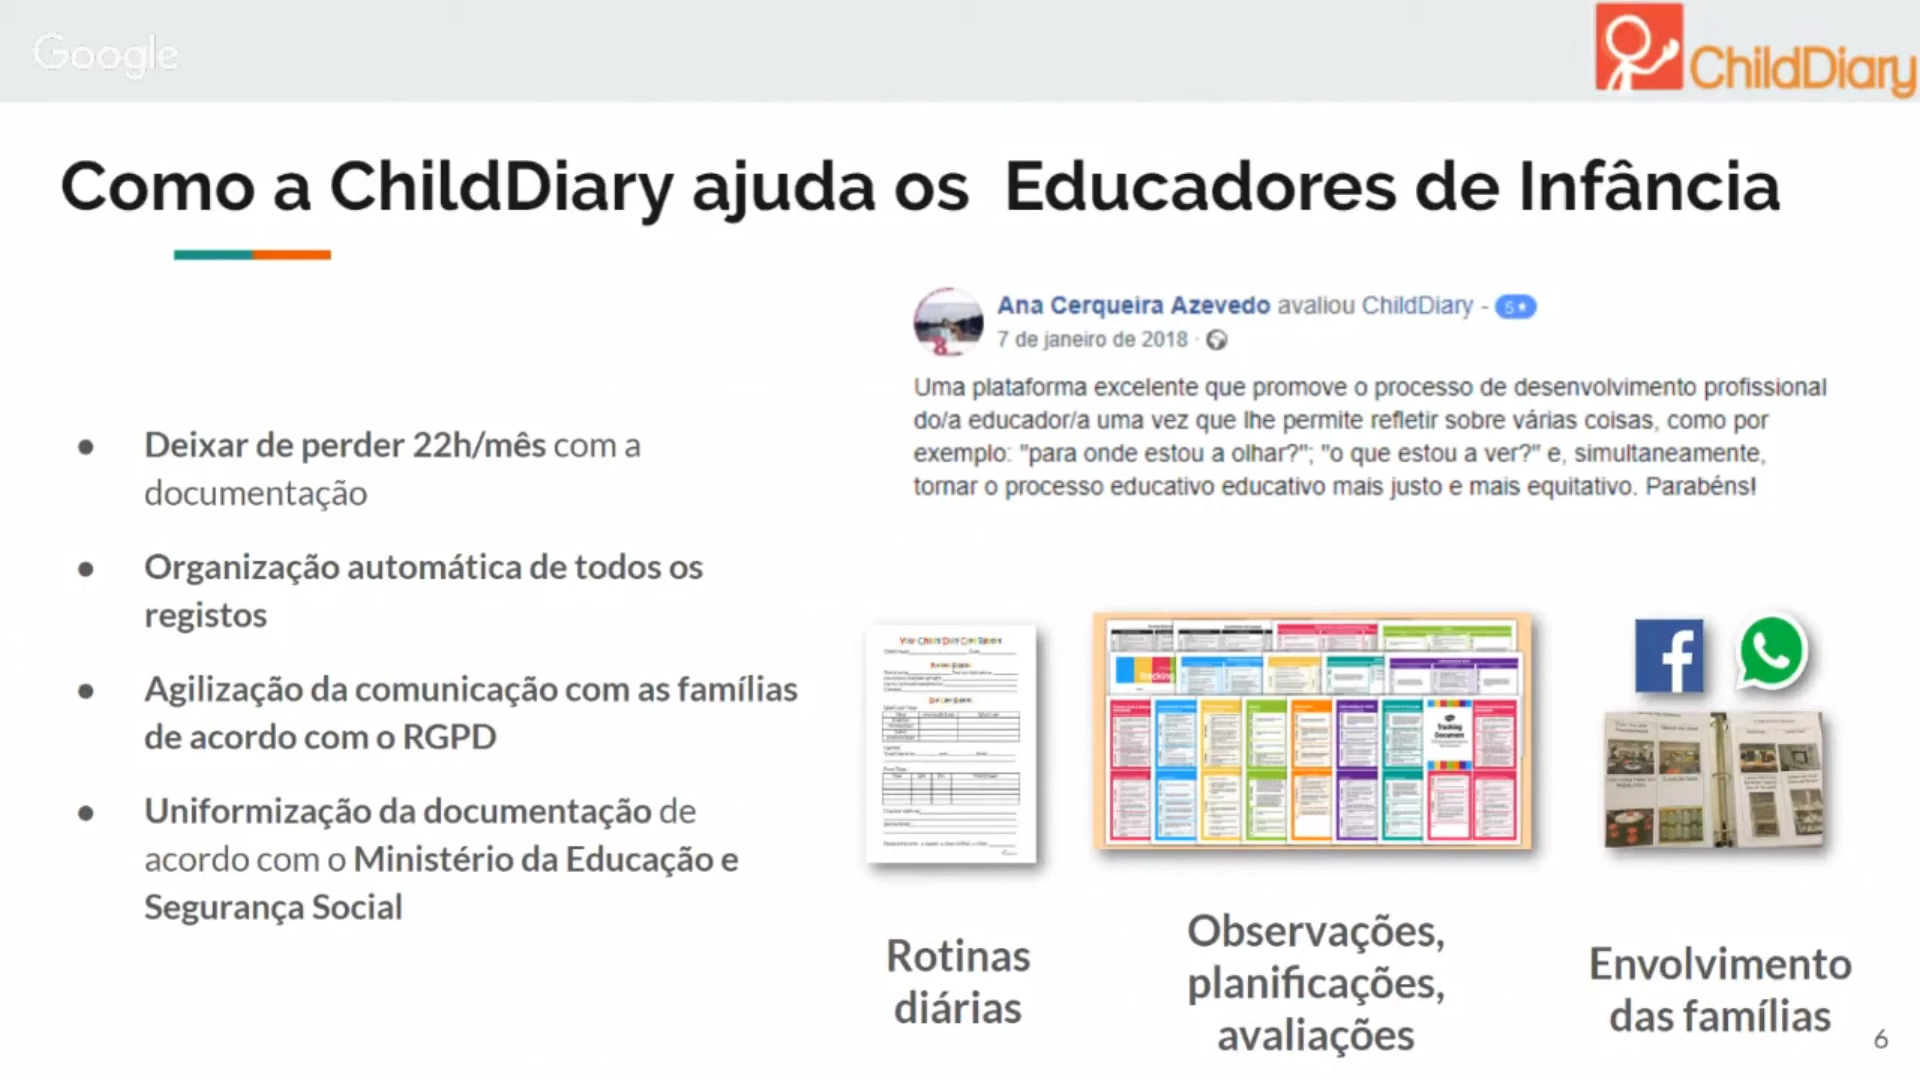 Google
ChildDiary
Como a ChildDiary ajuda os Educadores de Infância
Ana Cerqueira Azevedo avaliou ChildDiary - 5★
7 de janeiro de 2018 ·
Uma plataforma excelente que promove o processo de desenvolvimento profissional
do/a educador/a uma vez que lhe permite refletir sobre várias coisas, como por
exemplo: "para onde estou a olhar?"; "o que estou a ver?" e, simultaneamente,
tornar o processo educativo educativo mais justo e mais equitativo. Parabéns!
● Deixar de perder 22h/mês com a
documentação
● Organização automática de todos os
registos
● Agilização da comunicação com as famílias
de acordo com o RGPD
● Uniformização da documentação de
acordo com o Ministério da Educação e
Segurança Social
Tracking
Tracking
Document
Rotinas
diárias
Observações,
planificações,
avaliações
Envolvimento
das famílias
6